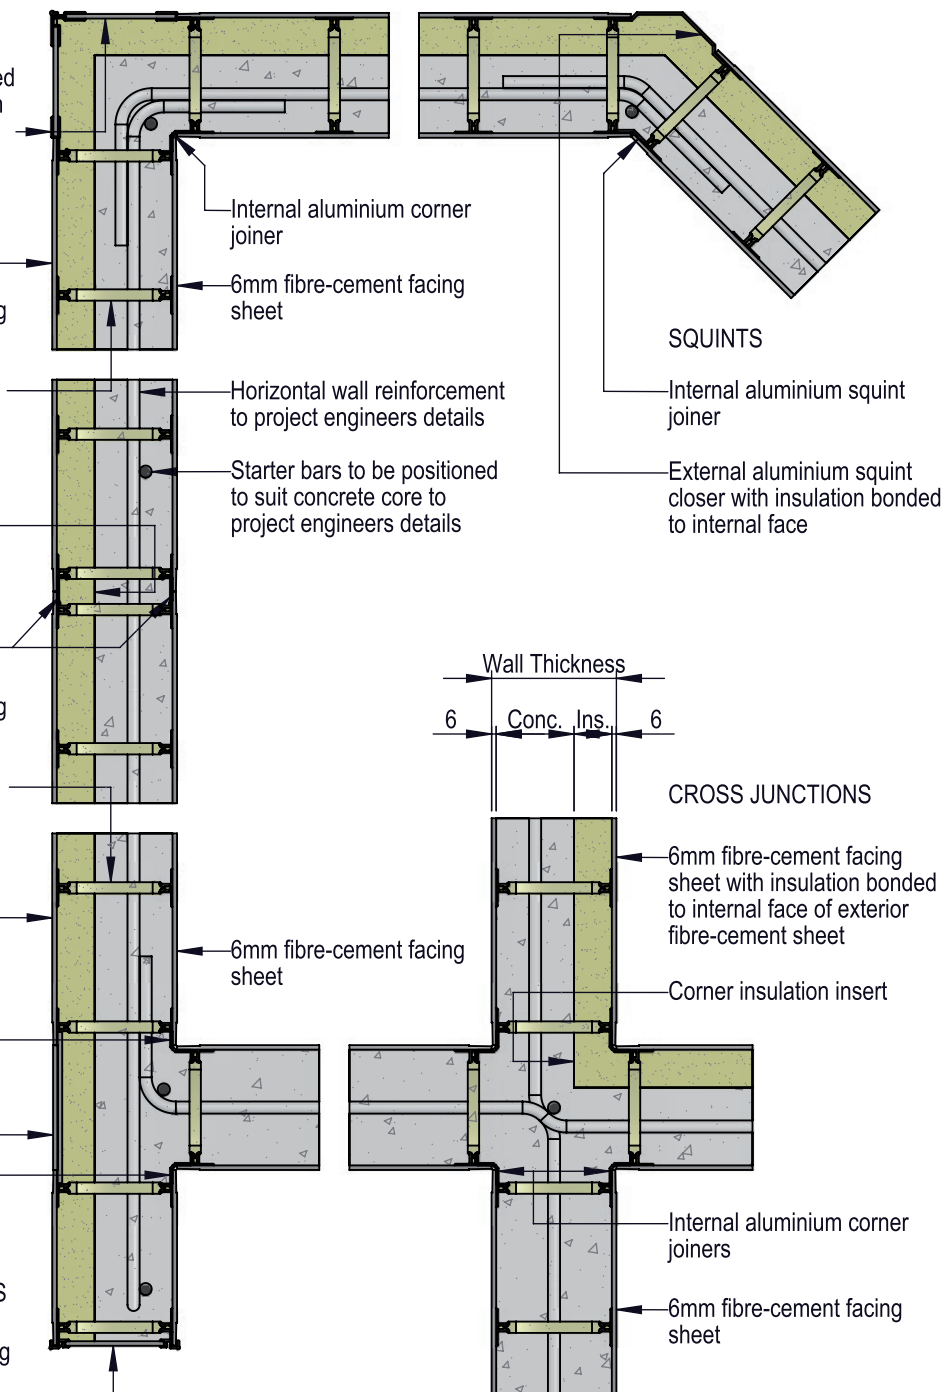 Internal aluminium corner
joiner
6mm fibre-cement facing
sheet
SQUINTS
Horizontal wall reinforcement
to project engineers details
Internal aluminium squint
joiner
Starter bars to be positioned
to suit concrete core to
project engineers details
External aluminium squint
closer with insulation bonded
to internal face
Wall Thickness
6 Conc. Ins. 6
CROSS JUNCTIONS
6mm fibre-cement facing
sheet with insulation bonded
to internal face of exterior
fibre-cement sheet
6mm fibre-cement facing
sheet
Corner insulation insert
Internal aluminium corner
joiners
6mm fibre-cement facing
sheet